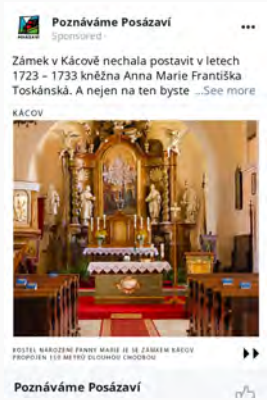 Poznáváme Posázaví
Sponsored ·
Zámek v Kácově nechala postavit v letech
1723 – 1733 kněžna Anna Marie Františka
Toskánská. A nejen na ten byste ...See more
KÁCOV
KOSTEL NAROZENÍ PANNY MARIE JE SE ZÁMKEM KÁCOV
PROPOJEN 150 METRŮ DLOUHOU CHODBOU
Poznáváme Posázaví